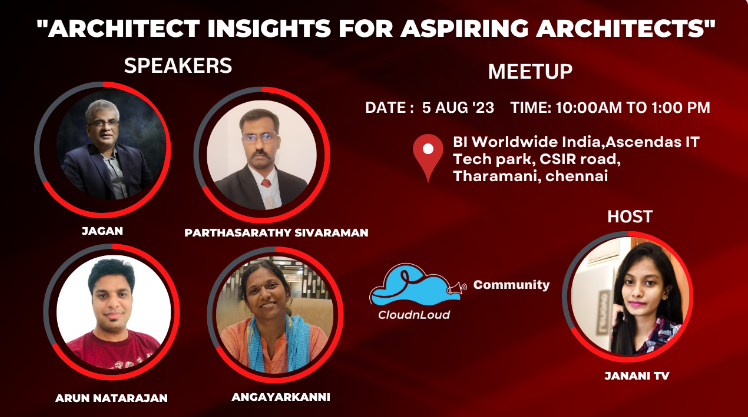 "ARCHITECT INSIGHTS FOR ASPIRING ARCHITECTS"
SPEAKERS
JAGAN
PARTHASARATHY SIVARAMAN
ARUN NATARAJAN
ANGAYARKANNI
MEETUP
DATE : 5 AUG '23 TIME: 10:00AM TO 1:00 PM
BI Worldwide India,Ascendas IT
Tech park, CSIR road,
Tharamani, chennai
HOST
JANANI TV
Community
CloudnLoud